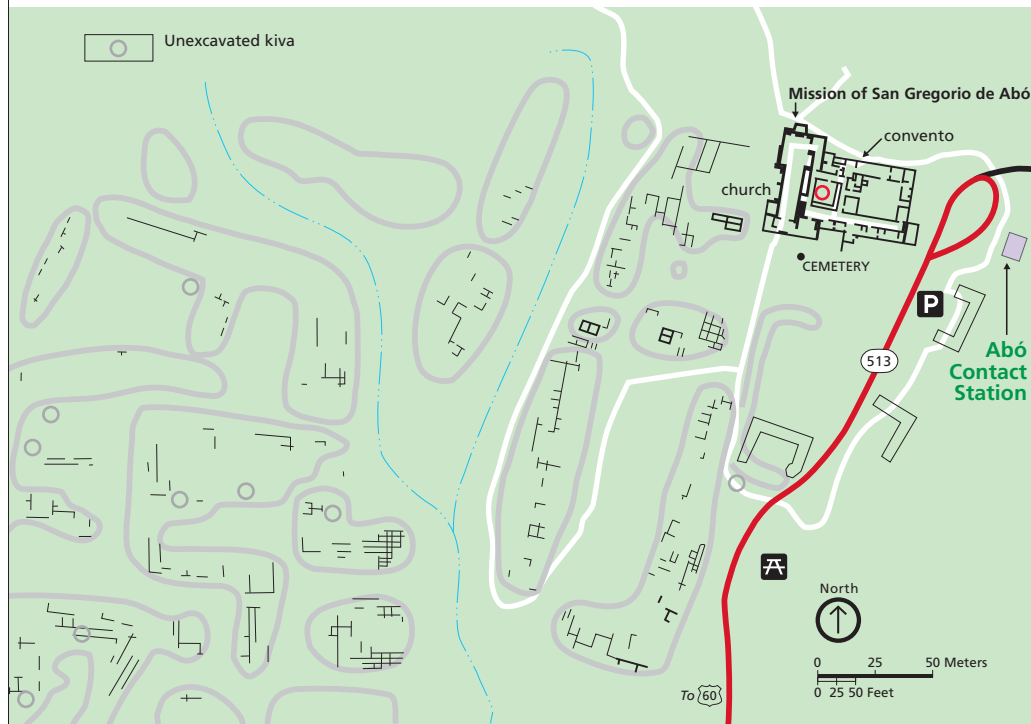 Unexcavated kiva
Mission of San Gregorio de Abó
convento
church
CEMETERY
P
513
Abó
Contact
Station
North
0 25 50 Meters
0 25 50 Feet
To 60